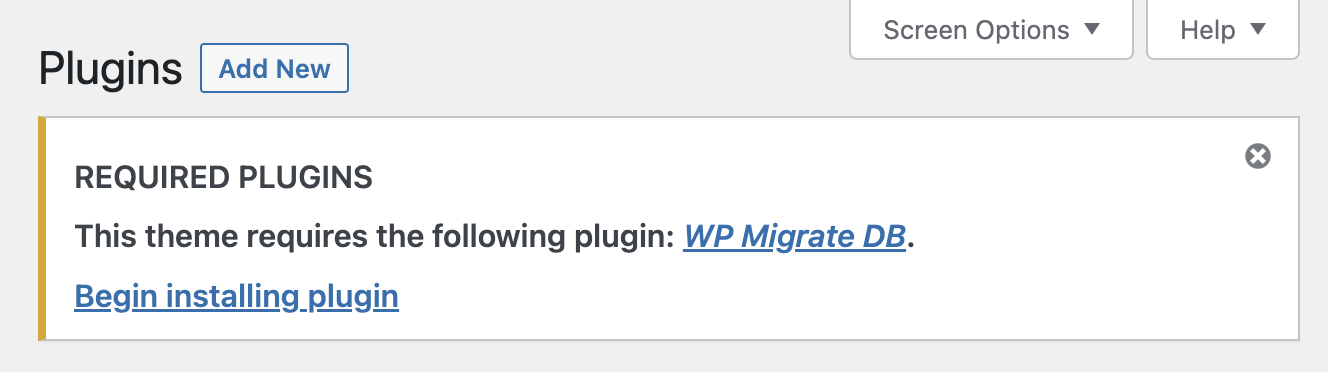 Screen Options ▼
Help ▼
Plugins
Add New
REQUIRED PLUGINS
This theme requires the following plugin: WP Migrate DB.
Begin installing plugin